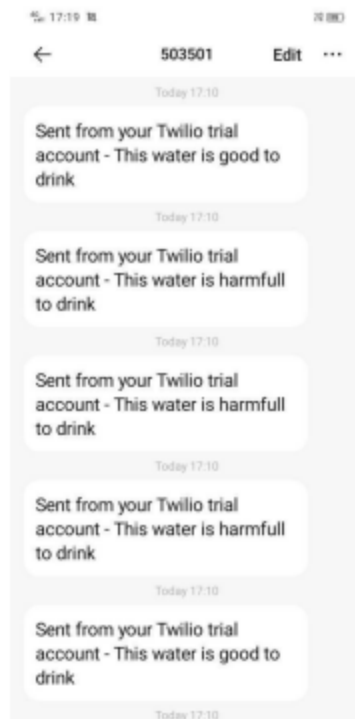 17:19
503501 Edit ...
Today 17:10
Sent from your Twilio trial
account - This water is good to
drink
Today 17:10
Sent from your Twilio trial
account - This water is harmfull
to drink
Today 17:10
Sent from your Twilio trial
account - This water is harmfull
to drink
Today 17:10
Sent from your Twilio trial
account - This water is harmfull
to drink
Today 17:10
Sent from your Twilio trial
account - This water is good to
drink
Today 17:10